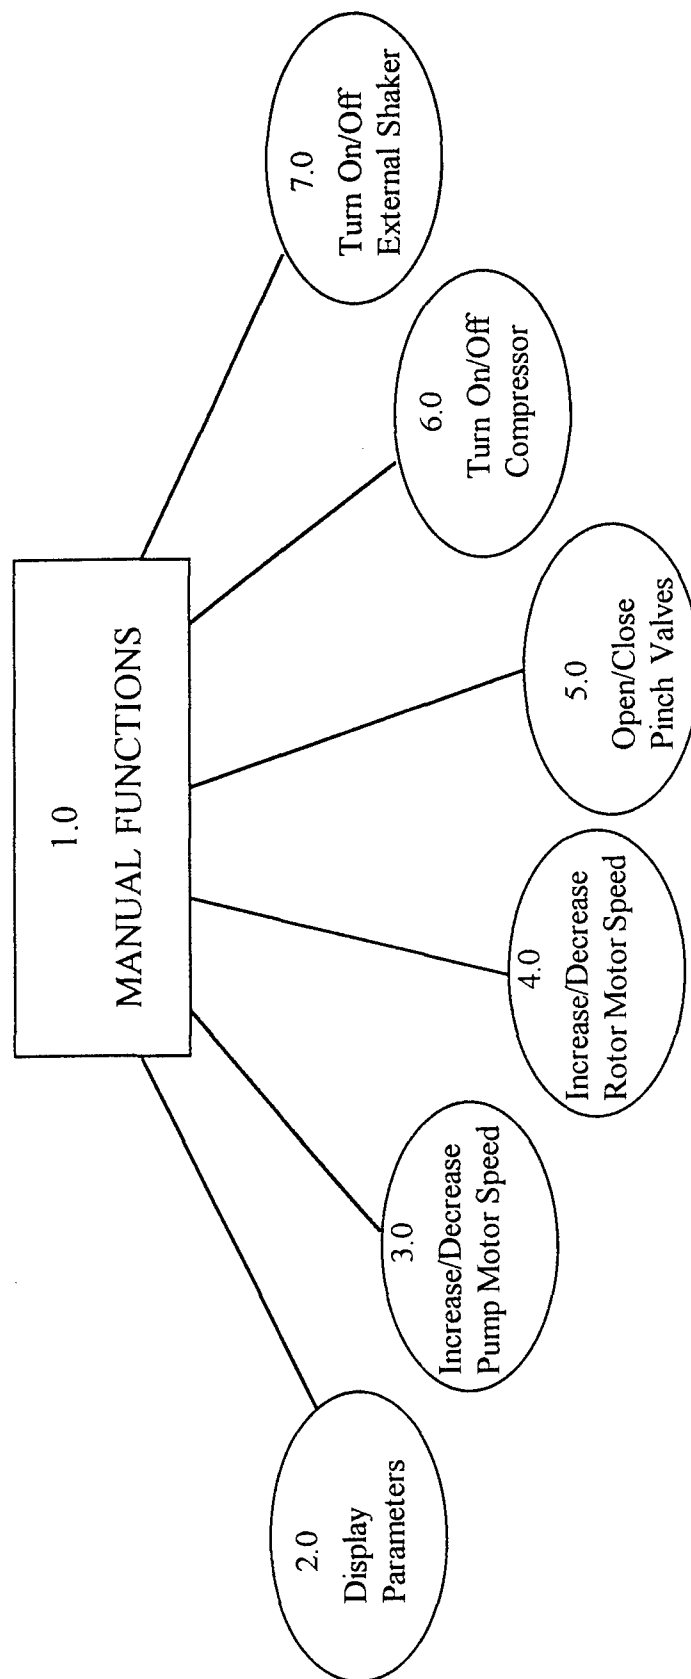 1.0
MANUAL FUNCTIONS
2.0
Display
Parameters
3.0
Increase/Decrease
Pump Motor Speed
4.0
Increase/Decrease
Rotor Motor Speed
5.0
Open/Close
Pinch Valves
6.0
Turn On/Off
Compressor
7.0
Turn On/Off
External Shaker